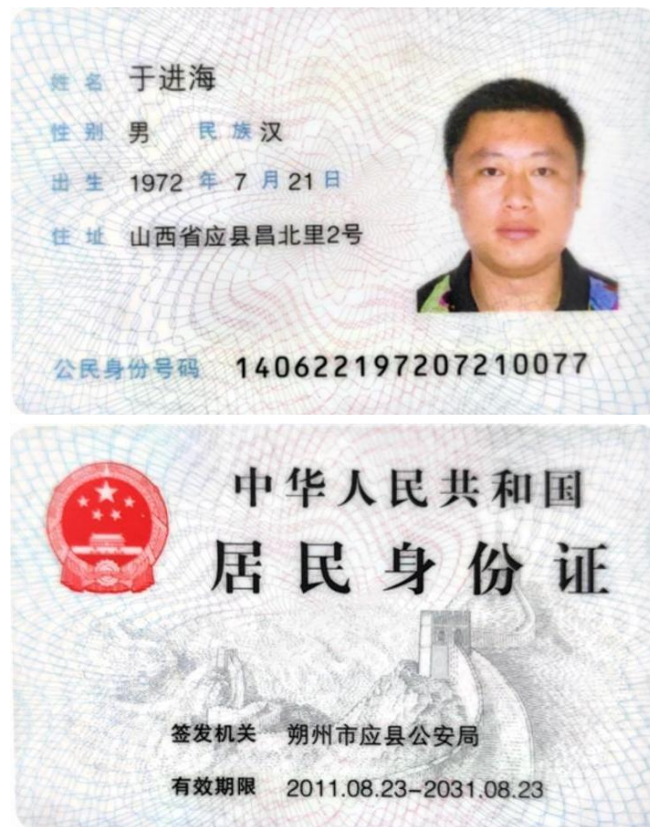 姓名 于进海
性别 男 民族 汉
出生 1972 年 7 月 21 日
住址 山西省应县昌北里2号
公民身份号码 140622197207210077
中华人民共和国
居民身份证
签发机关 朔州市应县公安局
有效期限 2011.08.23-2031.08.23